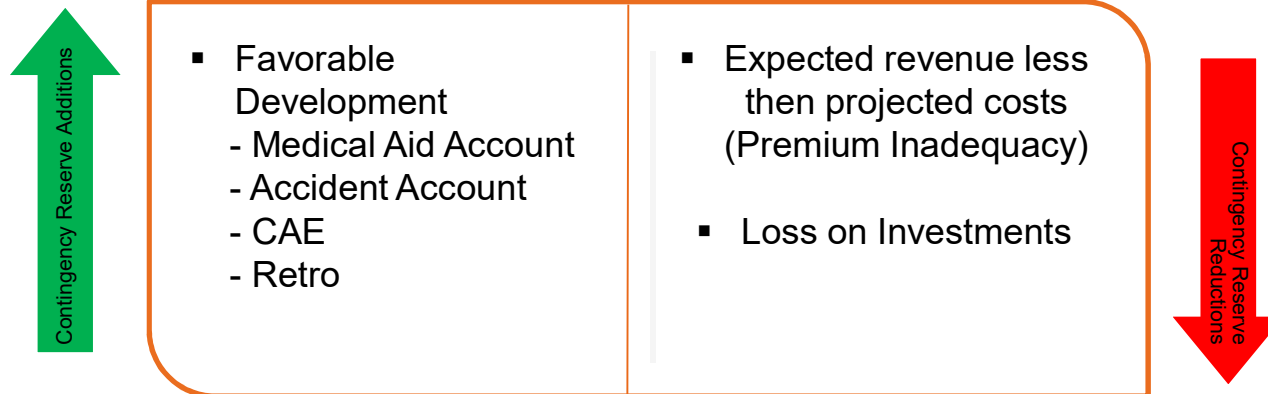 Contingency Reserve Additions
▪ Favorable
Development
- Medical Aid Account
- Accident Account
- CAE
- Retro
▪ Expected revenue less
then projected costs
(Premium Inadequacy)
▪ Loss on Investments
Contingency Reserve
Reductions